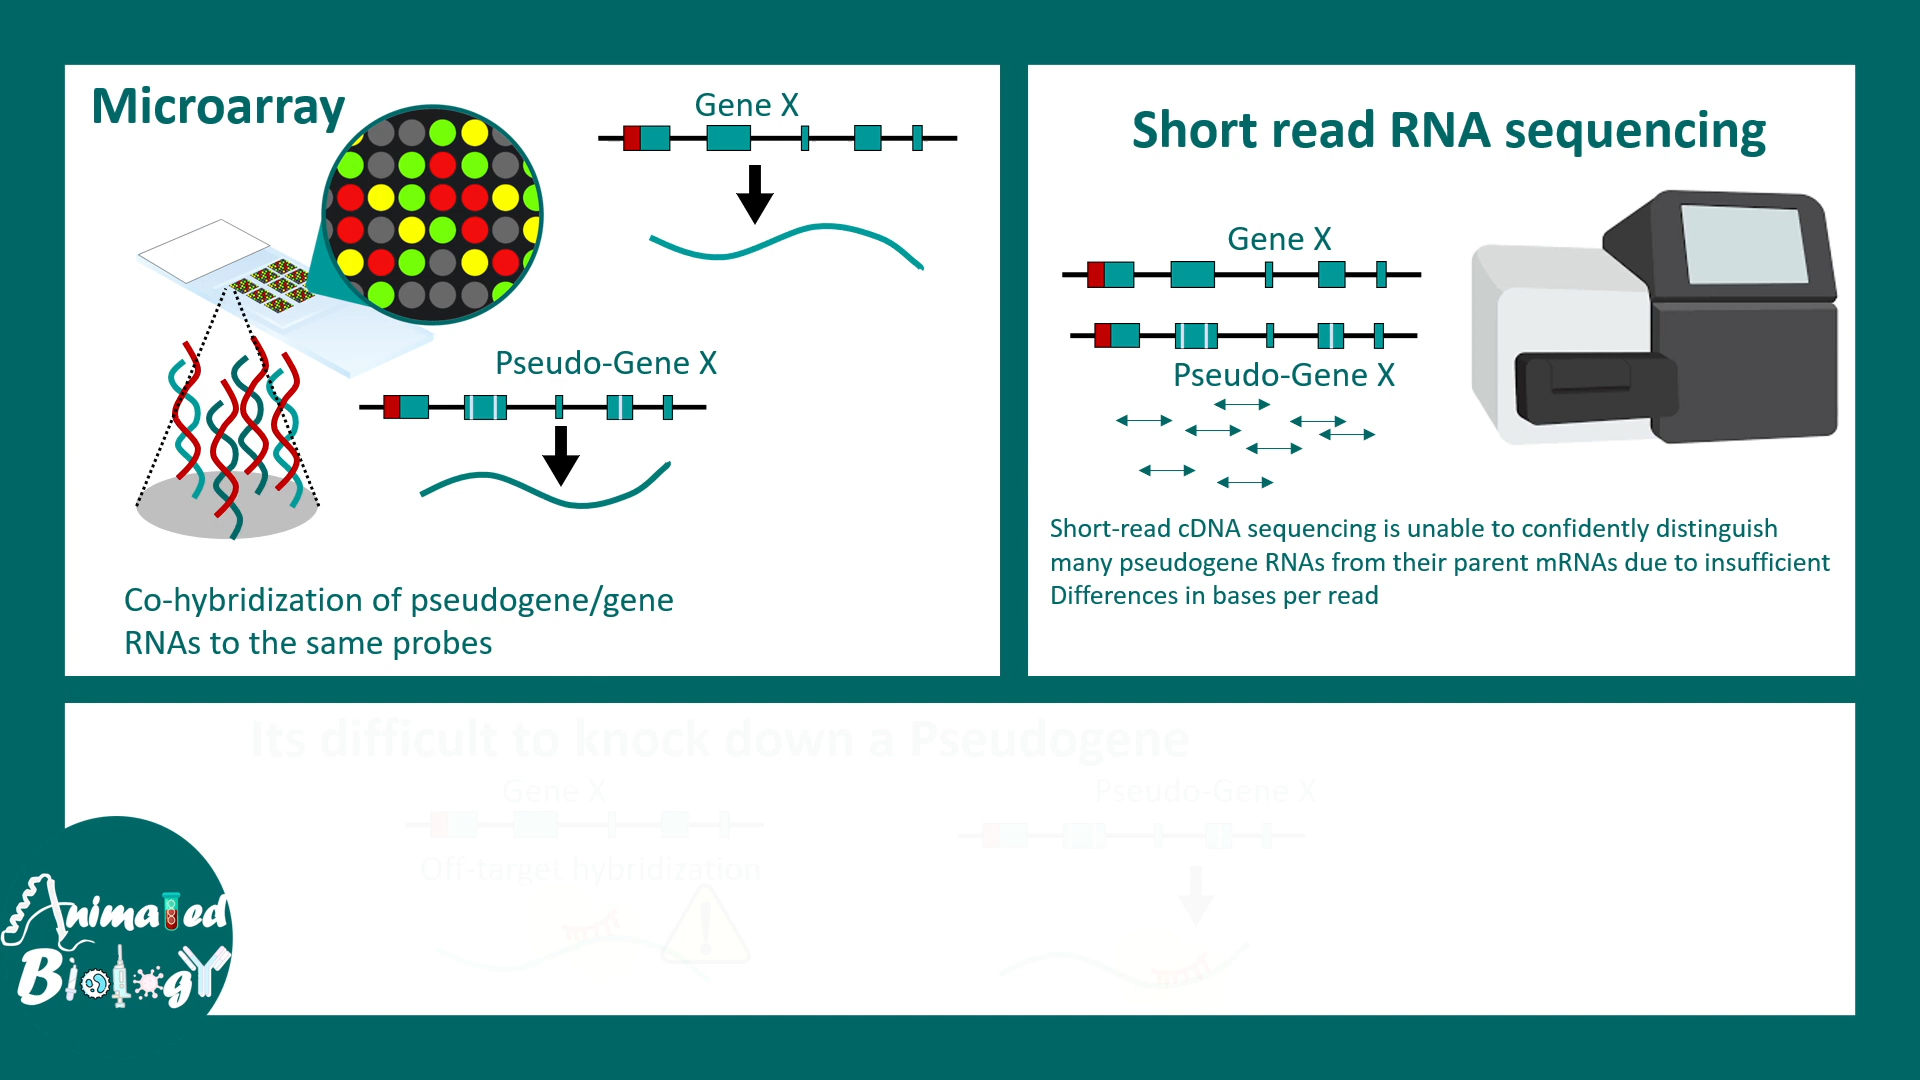 Microarray
Gene X
Pseudo-Gene X
Co-hybridization of pseudogene/gene
RNAs to the same probes
Short read RNA sequencing
Gene X
Pseudo-Gene X
Short-read cDNA sequencing is unable to confidently distinguish
many pseudogene RNAs from their parent mRNAs due to insufficient
Differences in bases per read
Its difficult to knock down a Pseudogene
Gene X
Pseudo-Gene X
Off-target hybridization
Animated
Biology